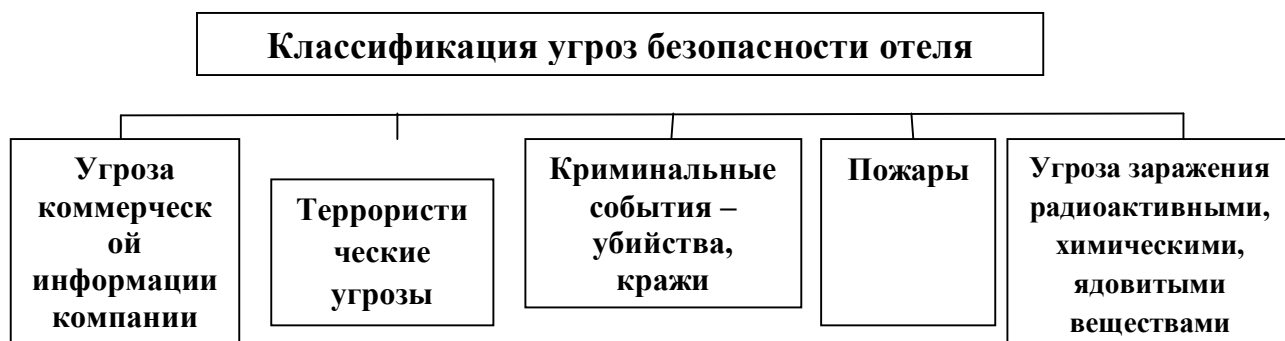 Классификация угроз безопасности отеля
Угроза
коммерческ
ой
информации
компании
Террористи
ческие
угрозы
Криминальные
события –
убийства,
кражи
Пожары
Угроза заражения
радиоактивными,
химическими,
ядовитыми
веществами